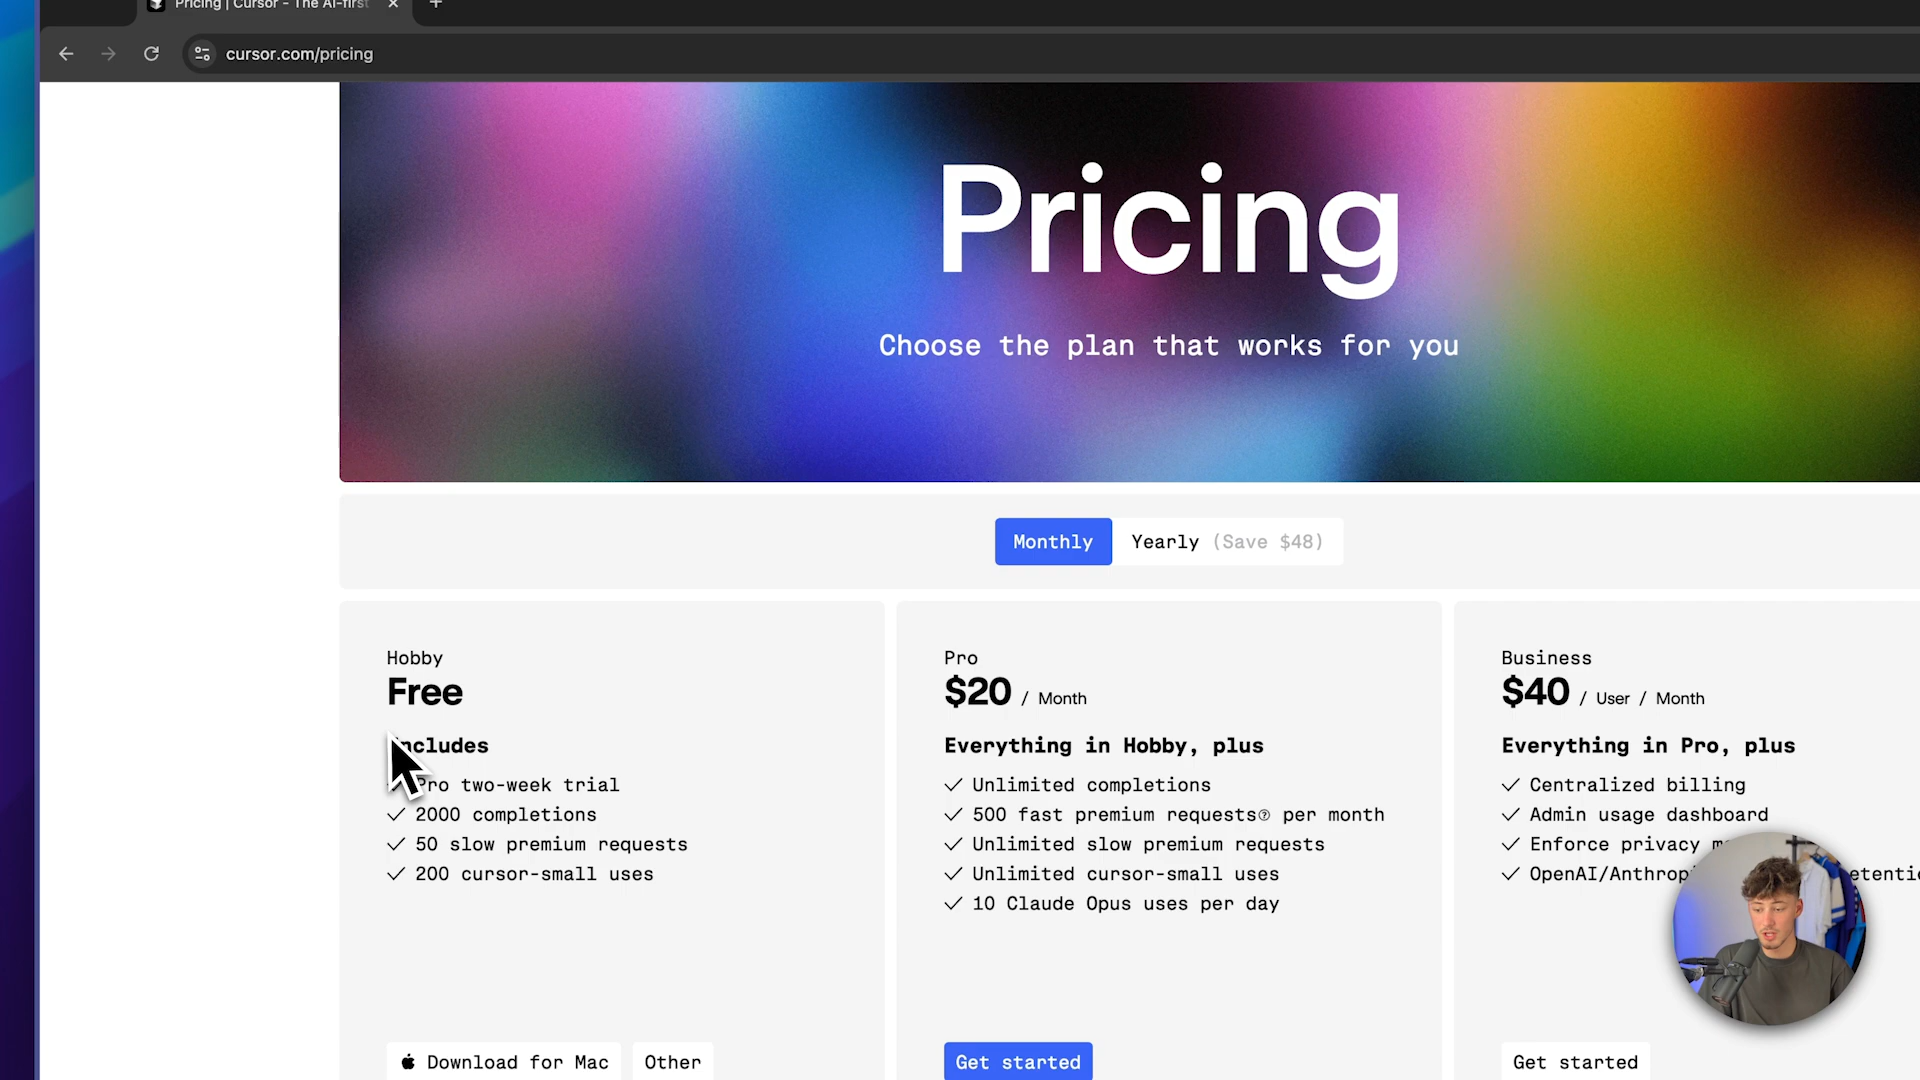 Pricing | Cursor - The AI-first
cursor.com/pricing
Pricing
Choose the plan that works for you
Monthly
Yearly (Save $48)
Hobby
Free
Includes
Pro two-week trial
2000 completions
50 slow premium requests
200 cursor-small uses
Download for Mac
Other
Pro
$20 / Month
Everything in Hobby, plus
Unlimited completions
500 fast premium requests? per month
Unlimited slow premium requests
Unlimited cursor-small uses
10 Claude Opus uses per day
Get started
Business
$40 / User / Month
Everything in Pro, plus
Centralized billing
Admin usage dashboard
Enforce privacy
OpenAI/Anthrop
Get started